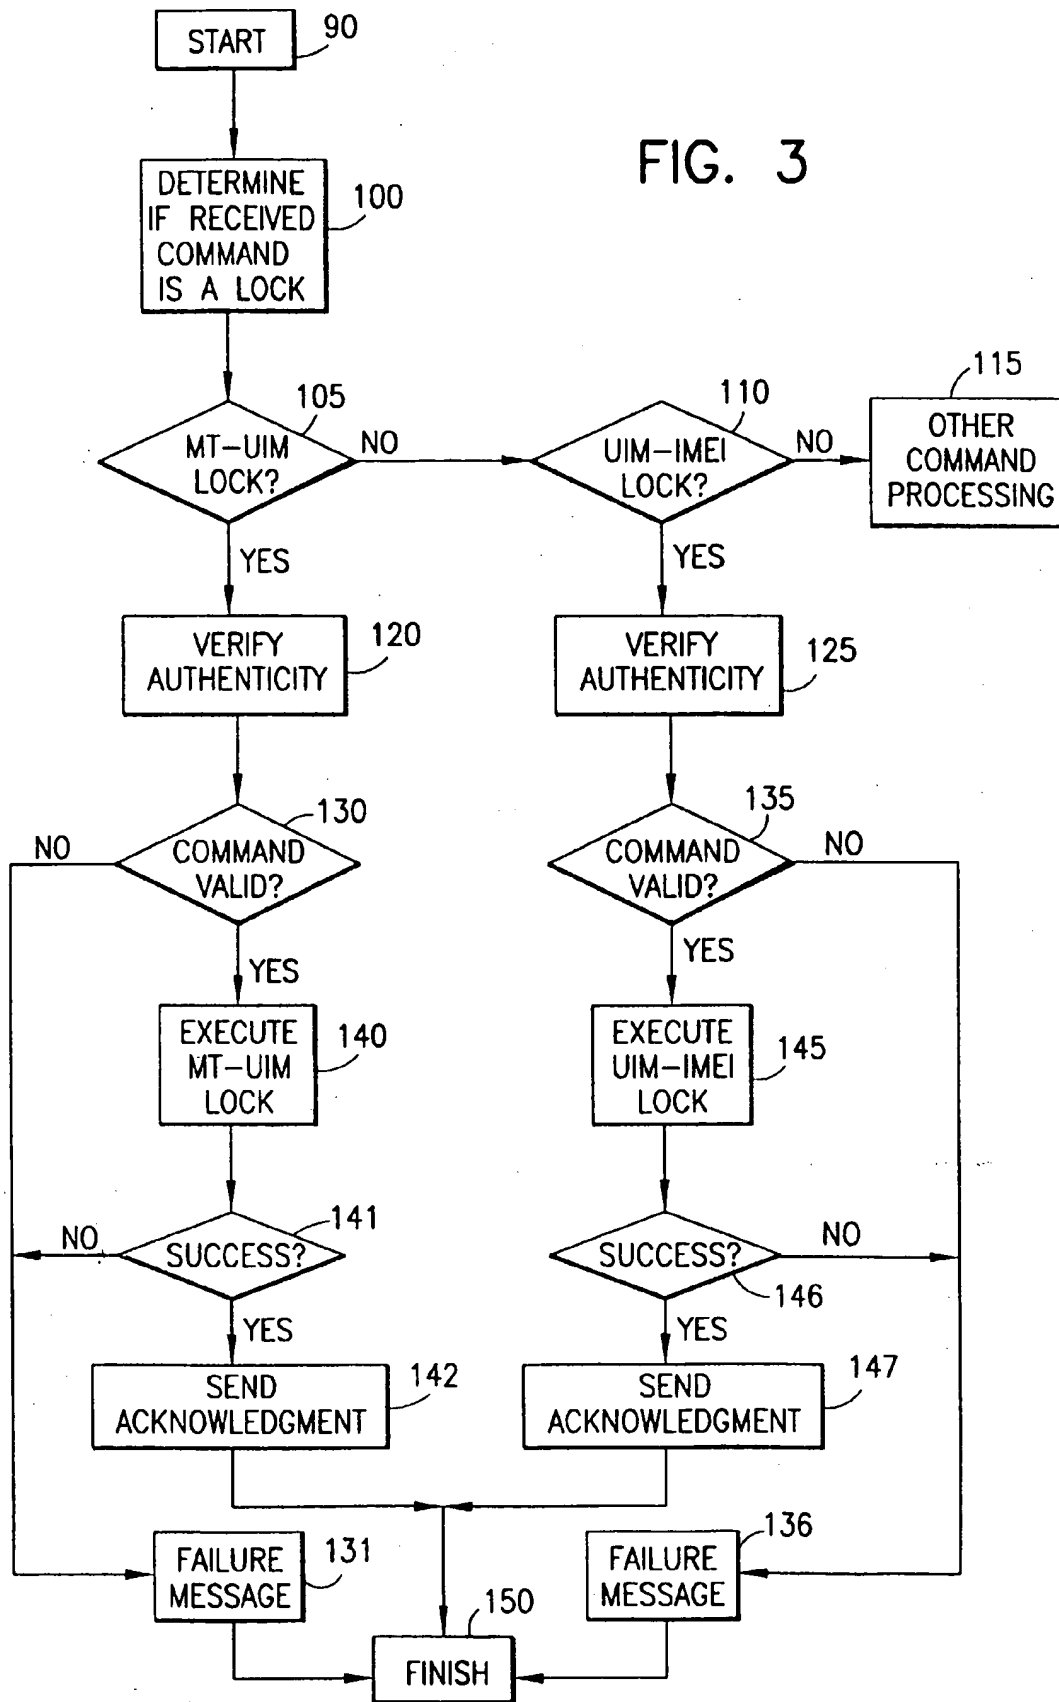 START
90
FIG. 3
DETERMINE
IF RECEIVED
COMMAND
IS A LOCK
100
105
MT-UIM
LOCK?
NO
110
UIM-IMEI
LOCK?
NO
115
OTHER
COMMAND
PROCESSING
YES
YES
VERIFY
AUTHENTICITY
120
VERIFY
AUTHENTICITY
125
130
COMMAND
VALID?
NO
135
COMMAND
VALID?
NO
YES
YES
EXECUTE
MT-UIM
LOCK
140
EXECUTE
UIM-IMEI
LOCK
145
141
SUCCESS?
NO
SUCCESS?
146
NO
YES
YES
SEND
ACKNOWLEDGMENT
142
SEND
ACKNOWLEDGMENT
147
FAILURE
MESSAGE
131
FAILURE
MESSAGE
136
150
FINISH